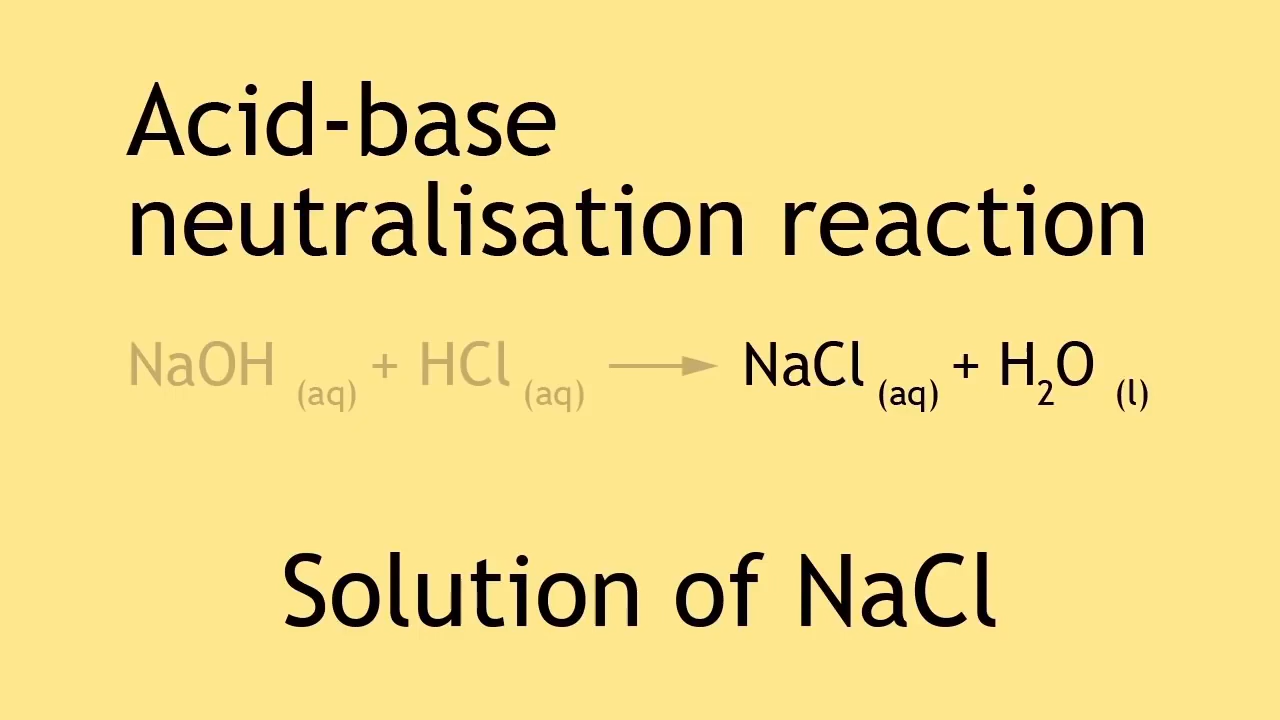 Acid-base
neutralisation reaction
NaOH (aq) + HCl (aq) ⟶ NaCl (aq) + H₂O (l)
Solution of NaCl